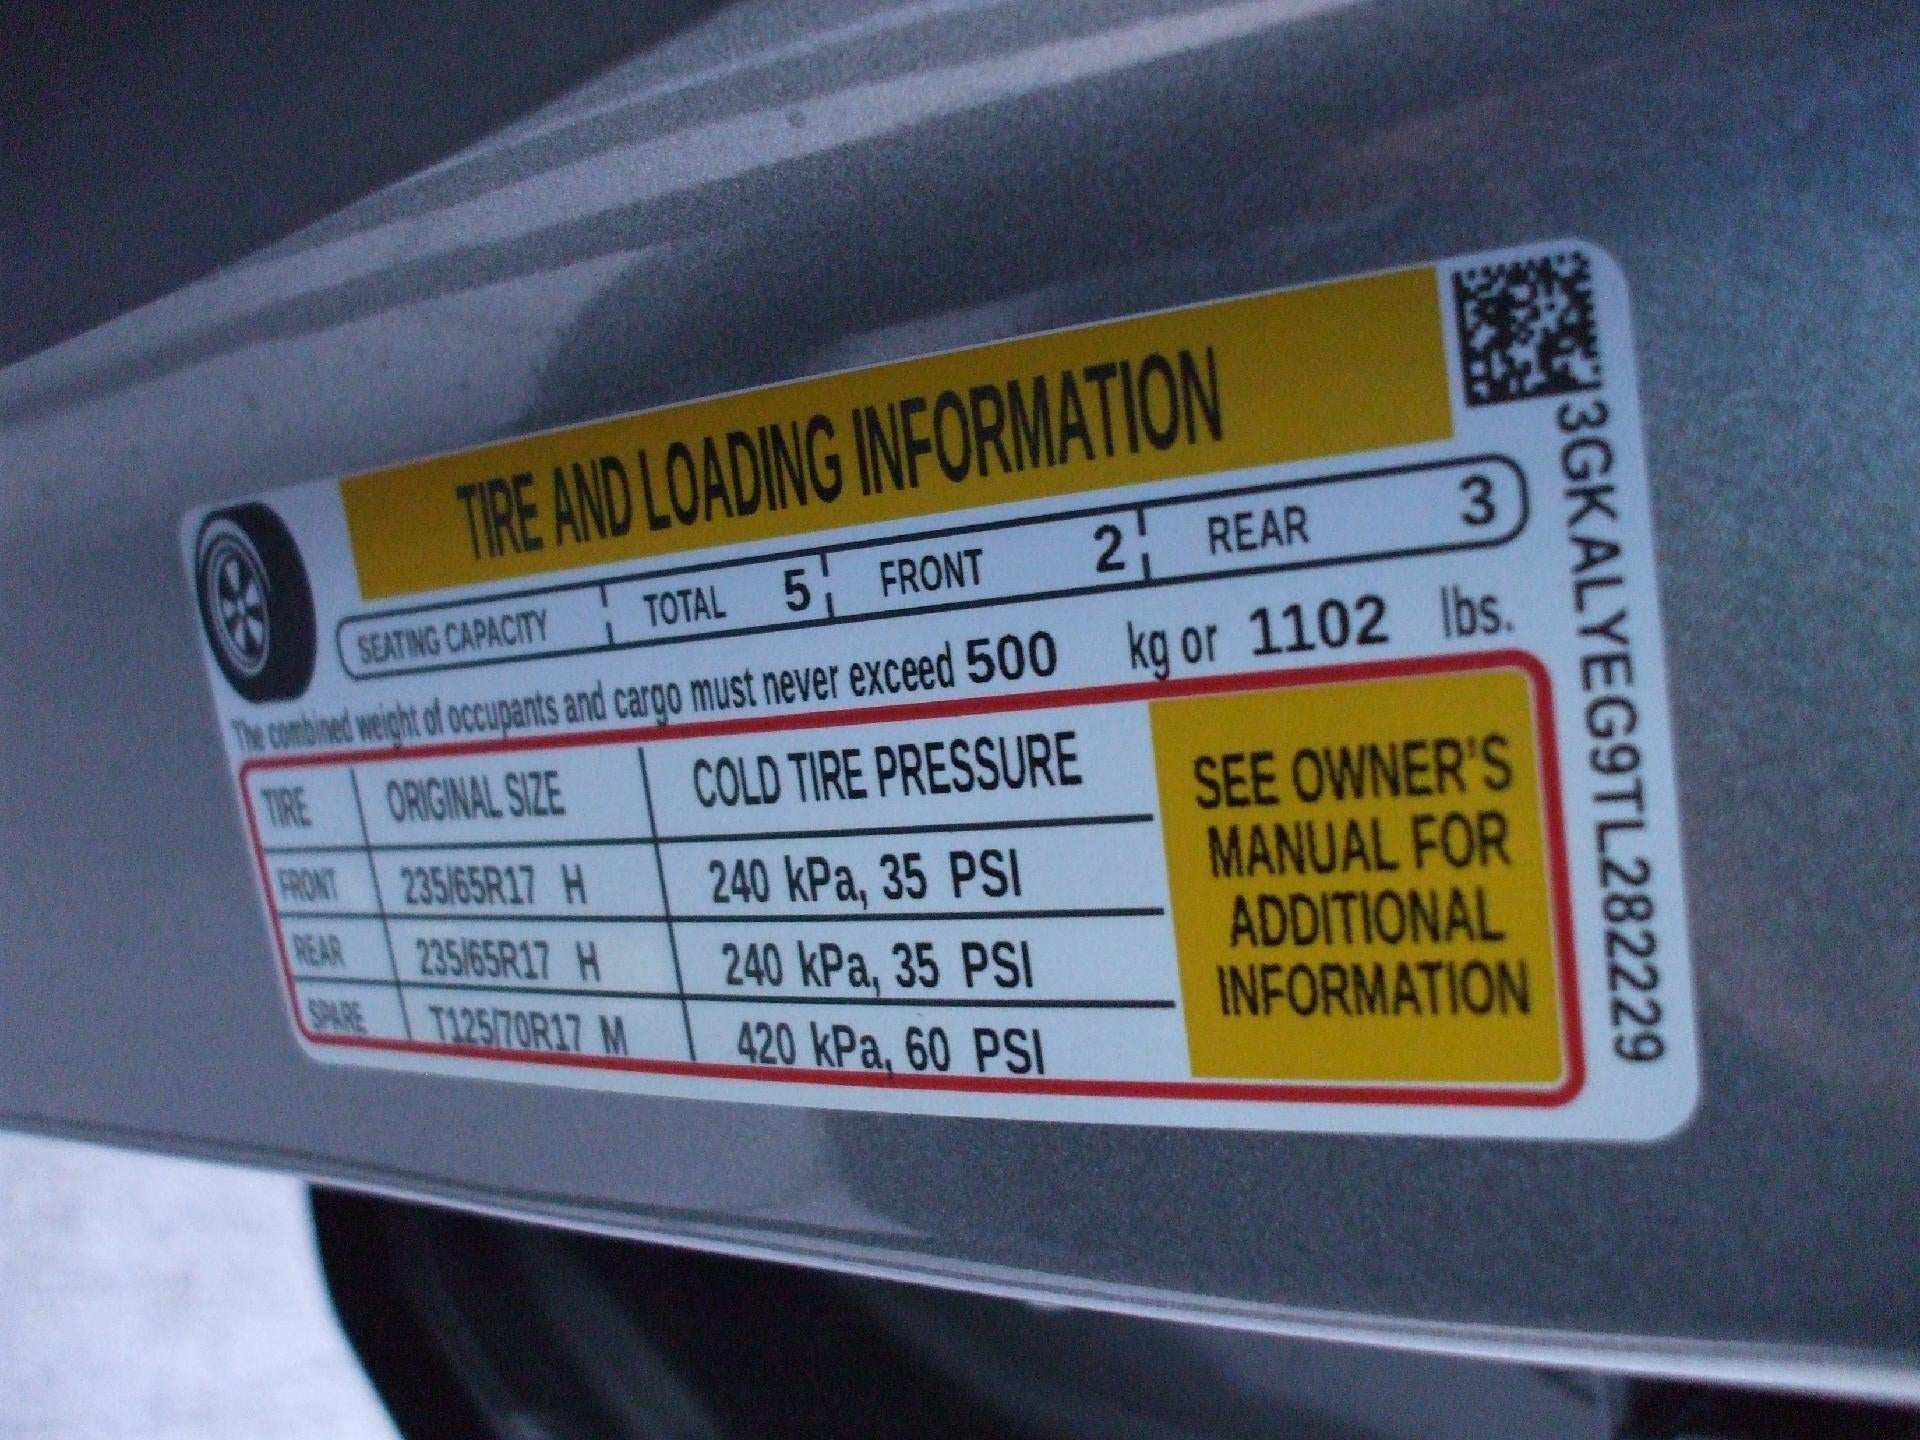 TIRE AND LOADING INFORMATION
SEATING CAPACITY TOTAL 5 FRONT 2 REAR 3
The combined weight of occupants and cargo must never exceed 500 kg or 1102 lbs.
TIRE ORIGINAL SIZE COLD TIRE PRESSURE
FRONT 235/65R17 H 240 kPa, 35 PSI
REAR 235/65R17 H 240 kPa, 35 PSI
SPARE T125/70R17 M 420 kPa, 60 PSI
SEE OWNER'S
MANUAL FOR
ADDITIONAL
INFORMATION
3GKALYEG9TL282229